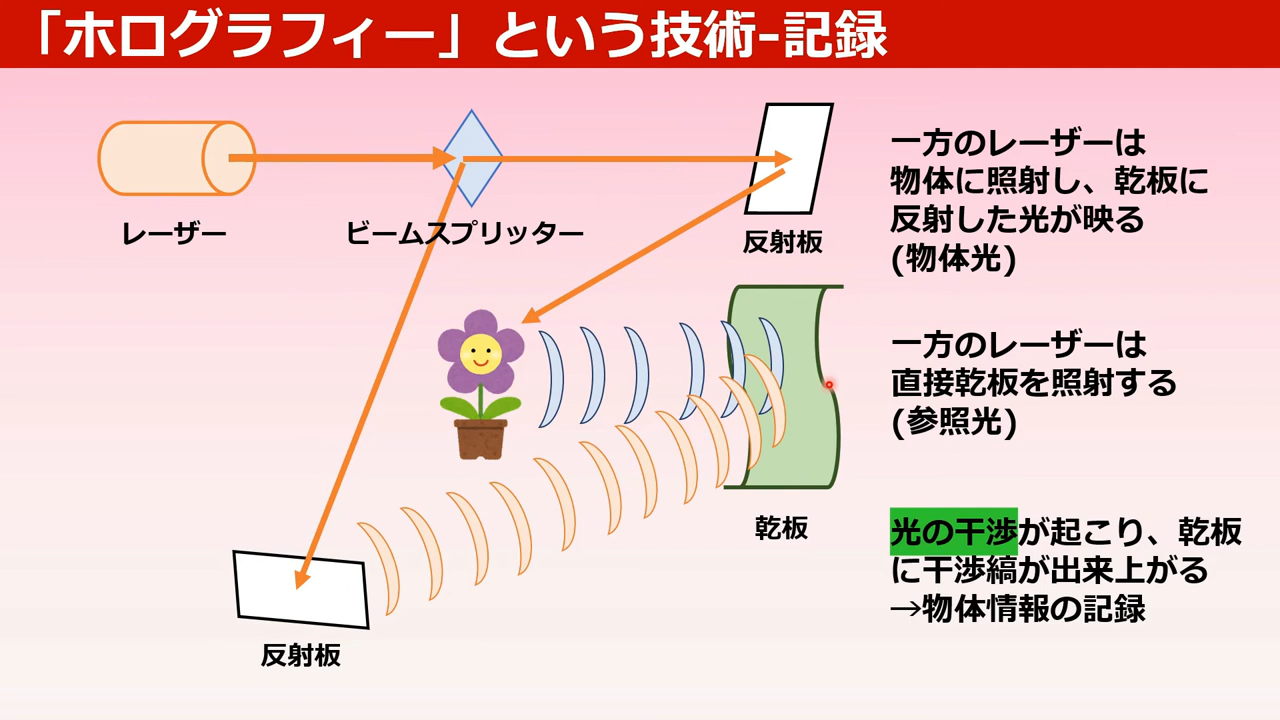 「ホログラフィー」という技術-記録
レーザー
ビームスプリッター
反射板
一方のレーザーは
物体に照射し、乾板に
反射した光が映る
(物体光)
一方のレーザーは
直接乾板を照射する
(参照光)
乾板
光の干渉が起こり、乾板
に干渉縞が出来上がる
→物体情報の記録
反射板